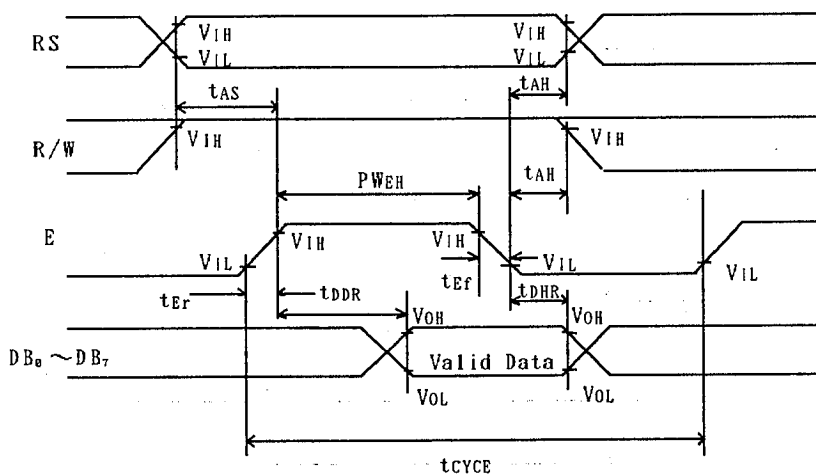 RS
VIH
VIL
VIH
VIL
tAS
tAH
R/W
VIH
VIH
PWEH
tAH
E
VIL
VIH
VIH
VIL
VIL
tEr
tDDR
tEf
tDHR
DB₀ ~DB₇
VOH
VOL
Valid Data
VOH
VOL
tCYCE